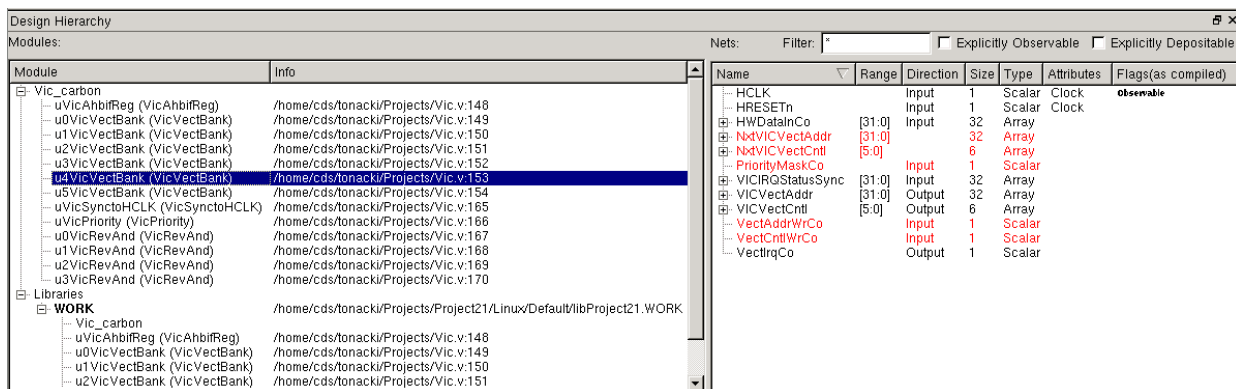 Design Hierarchy
Modules:
Module Info
Vic_carbon
uVicAhbifReg (VicAhbifReg) /home/cds/tonacki/Projects/Vic.v:148
u0VicVectBank (VicVectBank) /home/cds/tonacki/Projects/Vic.v:149
u1VicVectBank (VicVectBank) /home/cds/tonacki/Projects/Vic.v:150
u2VicVectBank (VicVectBank) /home/cds/tonacki/Projects/Vic.v:151
u3VicVectBank (VicVectBank) /home/cds/tonacki/Projects/Vic.v:152
u4VicVectBank (VicVectBank) /home/cds/tonacki/Projects/Vic.v:153
u5VicVectBank (VicVectBank) /home/cds/tonacki/Projects/Vic.v:154
uVicSynctoHCLK (VicSynctoHCLK) /home/cds/tonacki/Projects/Vic.v:165
uVicPriority (VicPriority) /home/cds/tonacki/Projects/Vic.v:166
u0VicRevAnd (VicRevAnd) /home/cds/tonacki/Projects/Vic.v:167
u1VicRevAnd (VicRevAnd) /home/cds/tonacki/Projects/Vic.v:168
u2VicRevAnd (VicRevAnd) /home/cds/tonacki/Projects/Vic.v:169
u3VicRevAnd (VicRevAnd) /home/cds/tonacki/Projects/Vic.v:170
Libraries
WORK /home/cds/tonacki/Projects/Project21/Linux/Default/libProject21.WORK
Vic_carbon
uVicAhbifReg (VicAhbifReg) /home/cds/tonacki/Projects/Vic.v:148
u0VicVectBank (VicVectBank) /home/cds/tonacki/Projects/Vic.v:149
u1VicVectBank (VicVectBank) /home/cds/tonacki/Projects/Vic.v:150
u2VicVectBank (VicVectBank) /home/cds/tonacki/Projects/Vic.v:151
Nets: Filter: * Explicitly Observable Explicitly Depositable
Name Range Direction Size Type Attributes Flags(as compiled)
HCLK Input 1 Scalar Clock Observable
HRESETn Input 1 Scalar Clock
HWDataInCo [31:0] Input 32 Array
NxtVICVectAddr [31:0] 32 Array
NxtVICVectCntl [5:0] 6 Array
PriorityMaskCo Input 1 Scalar
VICIRQStatusSync [31:0] Input 32 Array
VICVectAddr [31:0] Output 32 Array
VICVectCntl [5:0] Output 6 Array
VectAddrWrCo Input 1 Scalar
VectCntlWrCo Input 1 Scalar
VectIrqCo Output 1 Scalar